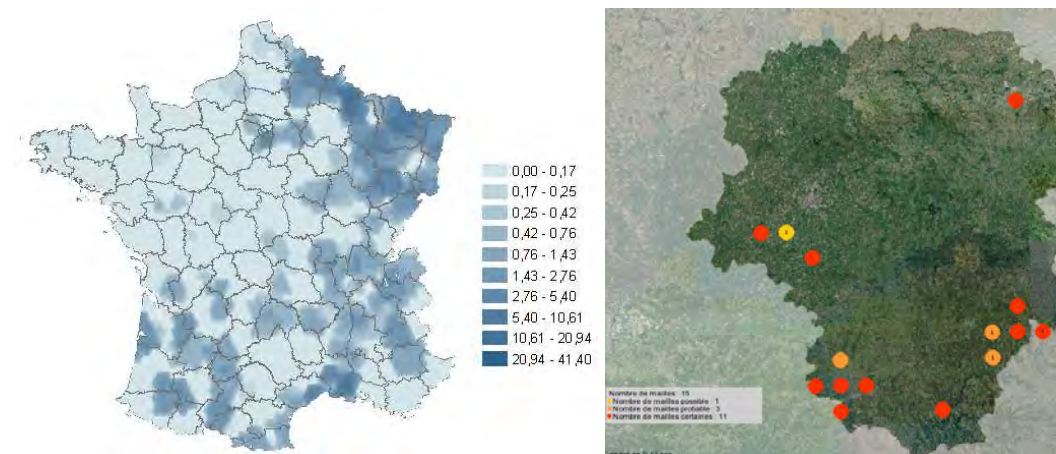 0,00 - 0,17
0,17 - 0,25
0,25 - 0,42
0,42 - 0,76
0,76 - 1,43
1,43 - 2,76
2,76 - 5,40
5,40 - 10,61
10,61 - 20,94
20,94 - 41,40
Nombre de mailles : 15
Nombre de mailles possible : 1
Nombre de mailles probable : 3
Nombre de mailles certaines : 11